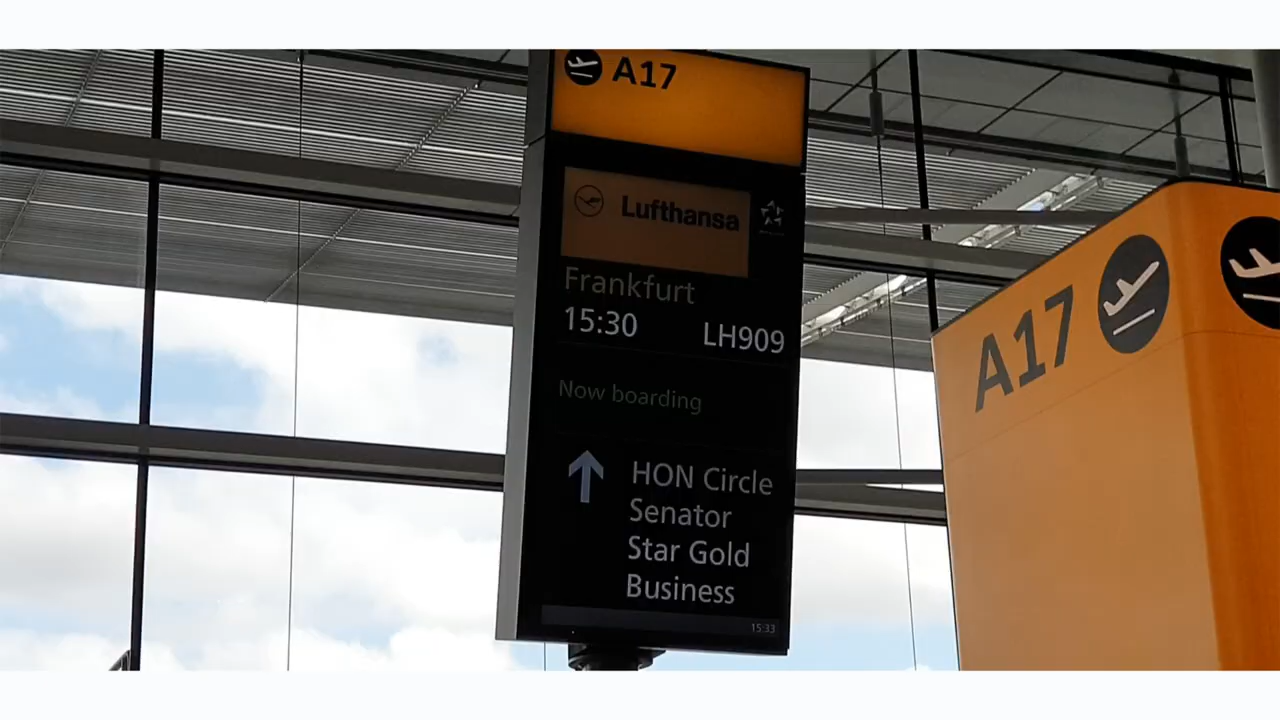 A17
Lufthansa
Frankfurt
15:30 LH909
Now boarding
HON Circle
Senator
Star Gold
Business
15:33
A17